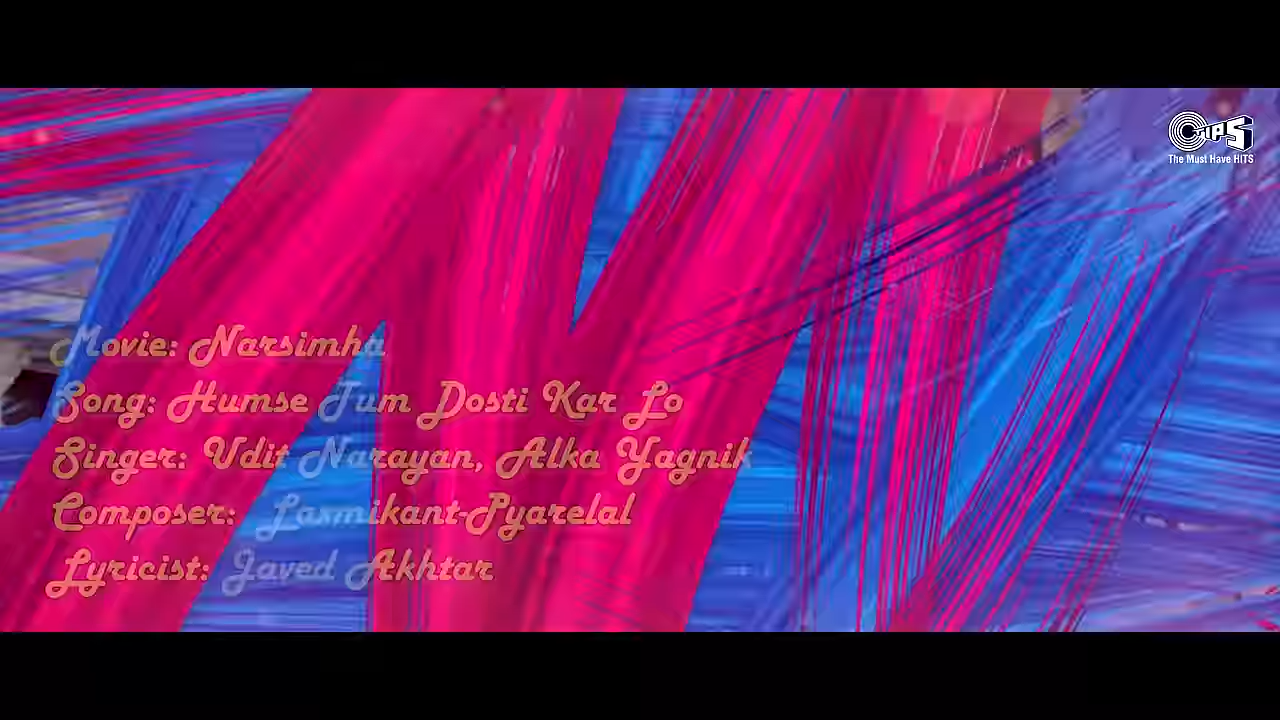 TIPS
The Must Have HITS
Movie: Narsimha
Song: Humse Tum Dosti Kar Lo
Singer: Udit Narayan, Alka Yagnik
Composer: Laxmikant-Pyarelal
Lyricist: Javed Akhtar